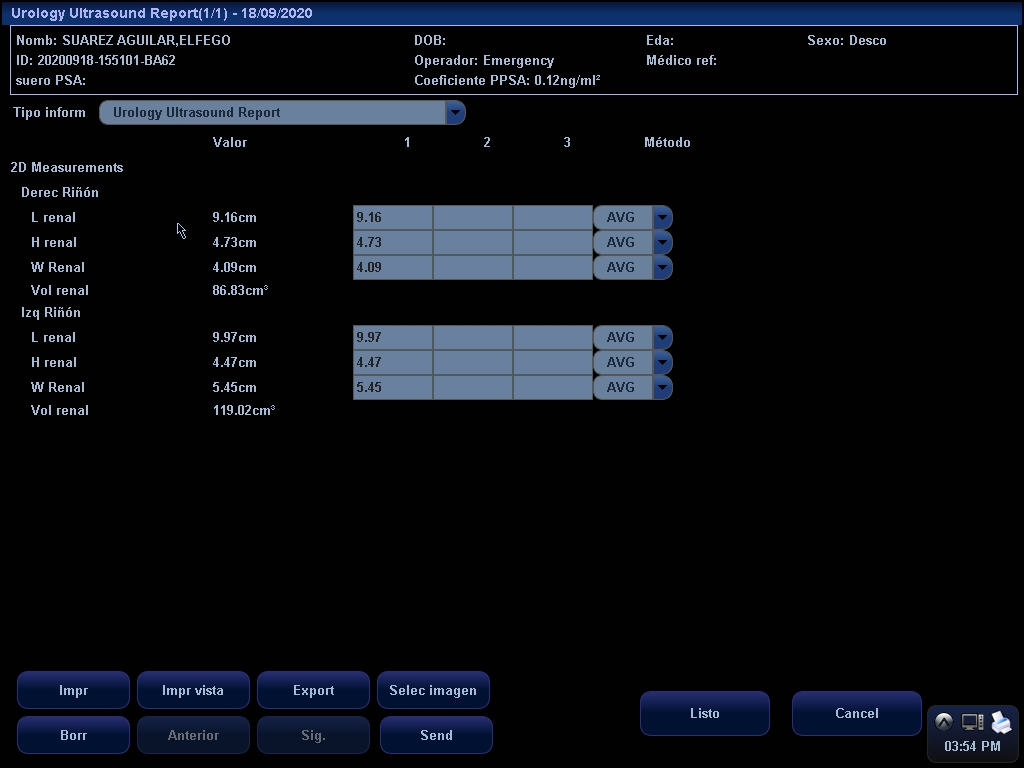 Urology Ultrasound Report(1/1) - 18/09/2020
Nomb: SUAREZ AGUILAR,ELFEGO DOB: Eda: Sexo: Desco
ID: 20200918-155101-BA62 Operador: Emergency Médico ref:
suero PSA: Coeficiente PPSA: 0.12ng/ml²
Tipo inform Urology Ultrasound Report
Valor 1 2 3 Método
2D Measurements
Derec Riñón
L renal 9.16cm 9.16 AVG
H renal 4.73cm 4.73 AVG
W Renal 4.09cm 4.09 AVG
Vol renal 86.83cm³
Izq Riñón
L renal 9.97cm 9.97 AVG
H renal 4.47cm 4.47 AVG
W Renal 5.45cm 5.45 AVG
Vol renal 119.02cm³
Impr Impr vista Export Selec imagen
Listo Cancel
Borr Anterior Sig. Send
03:54 PM